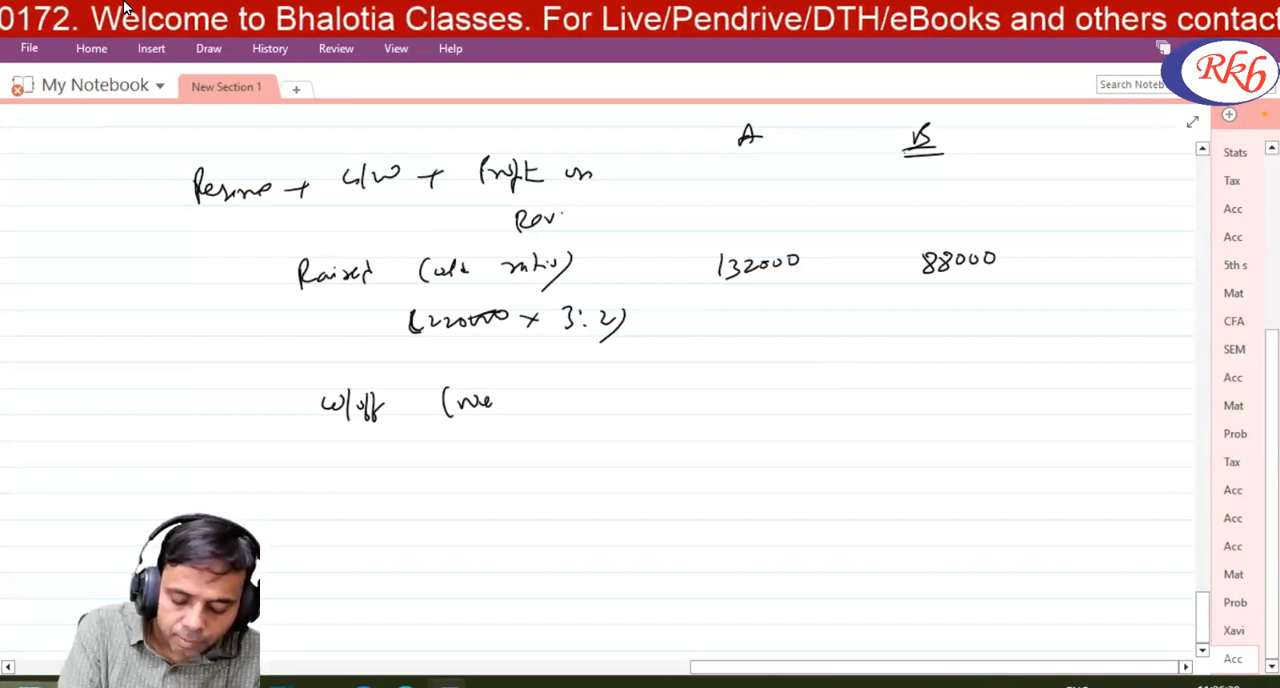 0172. Welcome to Bhalotia Classes. For Live/Pendrive/DTH/eBooks and others contact
File Home Insert Draw History Review View Help
Rkb
My Notebook New Section 1 + Search Noteb
A B
Reserve + G/W + Profit on
Rev.
Raised (old ratio) 132000 88000
(220000 x 3:2)
w/off (
Stats
Tax
Acc
Acc
5th s
Mat
CFA
SEM
Acc
Mat
Prob
Tax
Acc
Acc
Acc
Mat
Prob
Xavi
Acc